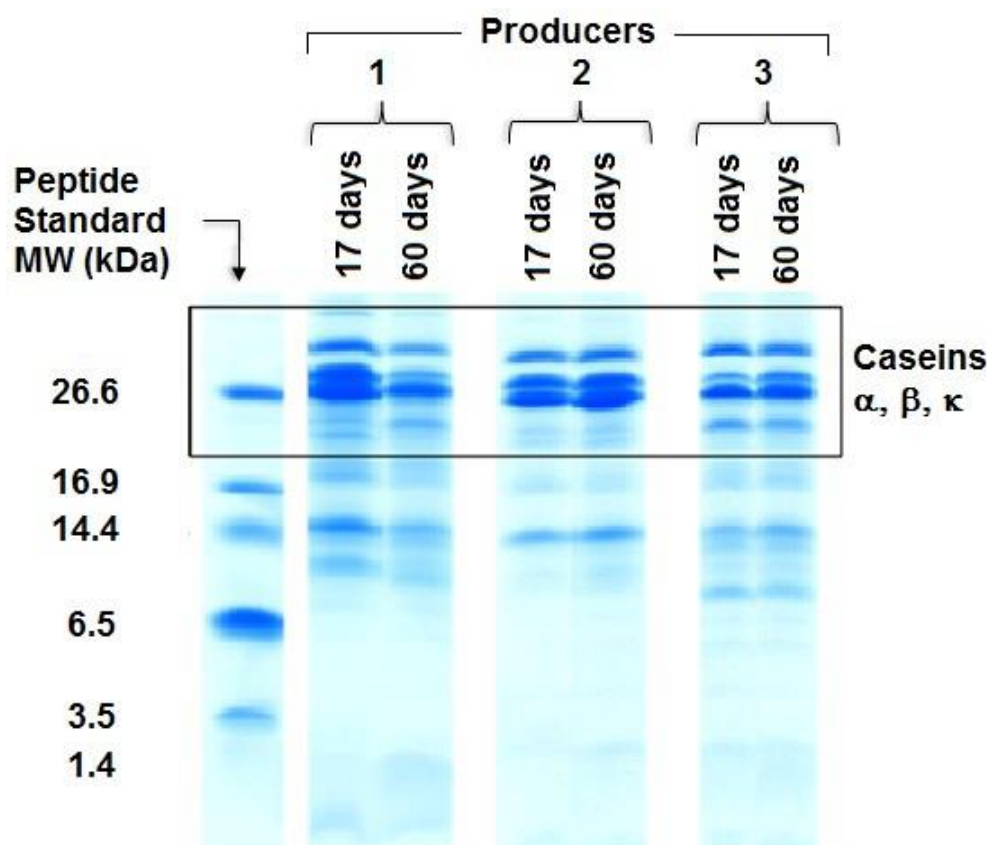 Producers
1
2
3
17 days
60 days
17 days
60 days
17 days
60 days
Peptide
Standard
MW (kDa)
26.6
16.9
14.4
6.5
3.5
1.4
Caseins
α, β, κ